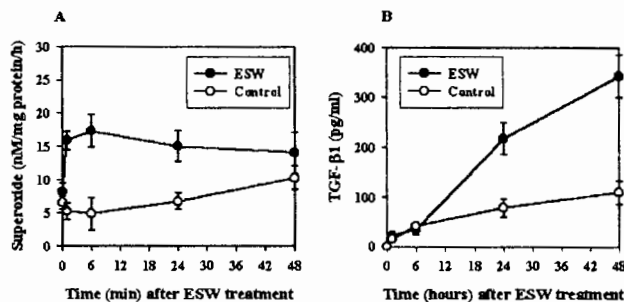 A
Superoxide (nM/mg protein/h)
30
25
20
15
10
5
0
ESW
Control
0 6 12 18 24 30 36 42 48
Time (min) after ESW treatment
B
TGF- β1 (pg/ml)
400
300
200
100
0
ESW
Control
0 6 12 18 24 30 36 42 48
Time (hours) after ESW treatment